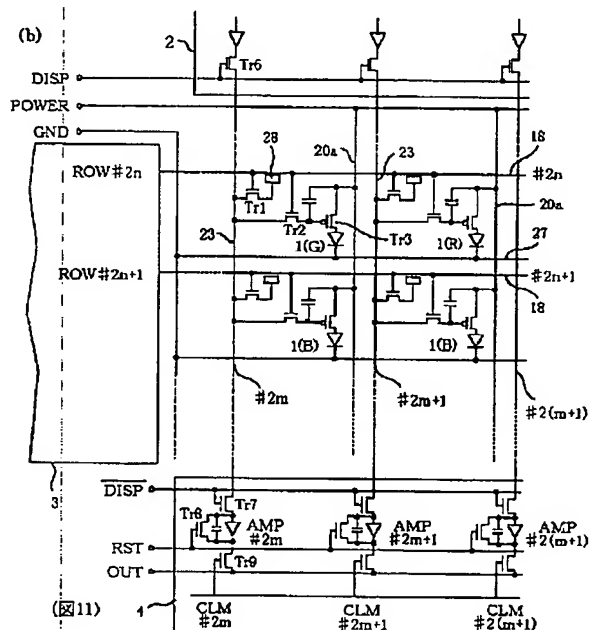 (b)
2
Tr6
DISP
POWER
GND
28
20a
23
18
ROW #2n
#2n
Tr1
20a
Tr2
Tr3
23
1(G)
1(R)
27
ROW #2n+1
#2n+1
18
1(B)
1(B)
#2m
#2m+1
#2(m+1)
3
DISP
Tr7
Tr8
AMP
#2m
AMP
#2m+1
AMP
#2(m+1)
RST
Tr9
OUT
(図11)
4
CLM
#2m
CLM
#2m+1
CLM
#2(m+1)